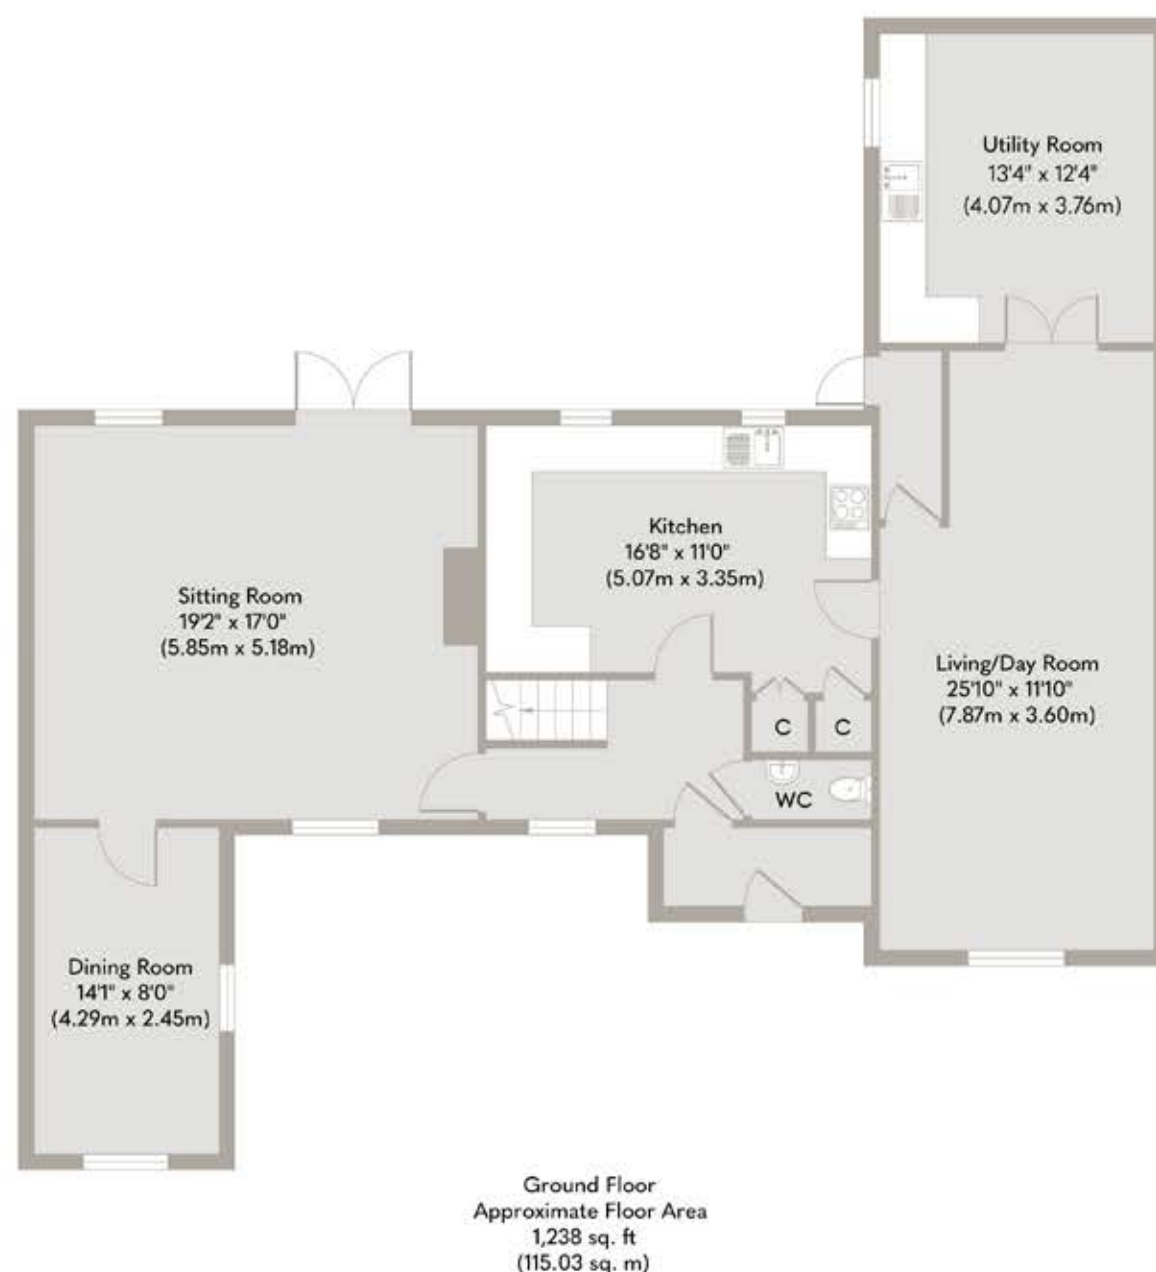 Utility Room
13'4" x 12'4"
(4.07m x 3.76m)
Kitchen
16'8" x 11'0"
(5.07m x 3.35m)
Sitting Room
19'2" x 17'0"
(5.85m x 5.18m)
Living/Day Room
25'10" x 11'10"
(7.87m x 3.60m)
C
C
WC
Dining Room
14'1" x 8'0"
(4.29m x 2.45m)
Ground Floor
Approximate Floor Area
1,238 sq. ft
(115.03 sq. m)